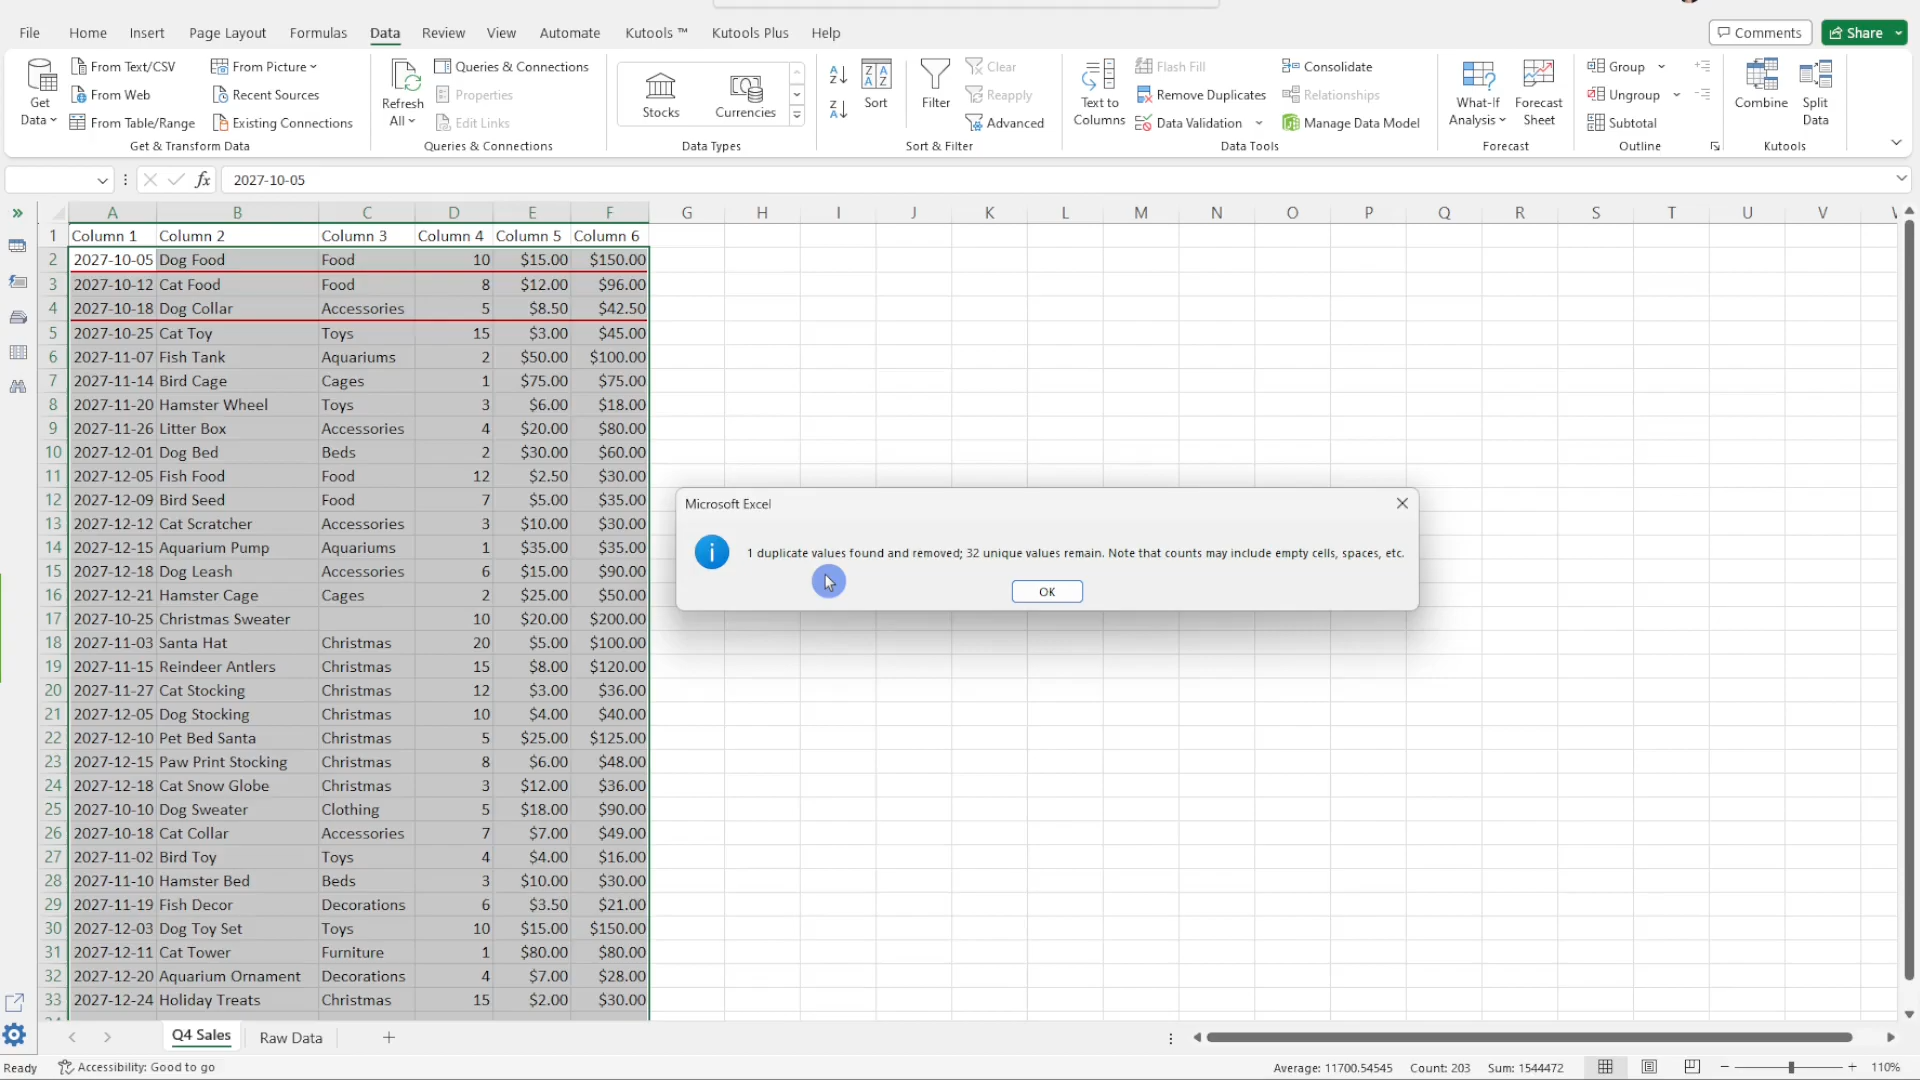 File Home Insert Page Layout Formulas Data Review View Automate Kutools ™ Kutools Plus Help Comments Share
Get Data From Text/CSV From Web From Table/Range From Picture Recent Sources Existing Connections
Get & Transform Data
Refresh All Queries & Connections Properties Edit Links
Queries & Connections
Stocks Currencies
Data Types
Sort Filter Clear Reapply Advanced
Sort & Filter
Text to Columns Flash Fill Remove Duplicates Data Validation Consolidate Relationships Manage Data Model
Data Tools
What-If Analysis Forecast Sheet
Forecast
Group Ungroup Subtotal
Outline
Combine Split Data
Kutools
fx 2027-10-05
A B C D E F G H I J K L M N O P Q R S T U V
1 Column 1 Column 2 Column 3 Column 4 Column 5 Column 6
2 2027-10-05 Dog Food Food 10 $15.00 $150.00
3 2027-10-12 Cat Food Food 8 $12.00 $96.00
4 2027-10-18 Dog Collar Accessories 5 $8.50 $42.50
5 2027-10-25 Cat Toy Toys 15 $3.00 $45.00
6 2027-11-07 Fish Tank Aquariums 2 $50.00 $100.00
7 2027-11-14 Bird Cage Cages 1 $75.00 $75.00
8 2027-11-20 Hamster Wheel Toys 3 $6.00 $18.00
9 2027-11-26 Litter Box Accessories 4 $20.00 $80.00
10 2027-12-01 Dog Bed Beds 2 $30.00 $60.00
11 2027-12-05 Fish Food Food 12 $2.50 $30.00
12 2027-12-09 Bird Seed Food 7 $5.00 $35.00
13 2027-12-12 Cat Scratcher Accessories 3 $10.00 $30.00
14 2027-12-15 Aquarium Pump Aquariums 1 $35.00 $35.00
15 2027-12-18 Dog Leash Accessories 6 $15.00 $90.00
16 2027-12-21 Hamster Cage Cages 2 $25.00 $50.00
17 2027-10-25 Christmas Sweater 10 $20.00 $200.00
18 2027-11-03 Santa Hat Christmas 20 $5.00 $100.00
19 2027-11-15 Reindeer Antlers Christmas 15 $8.00 $120.00
20 2027-11-27 Cat Stocking Christmas 12 $3.00 $36.00
21 2027-12-05 Dog Stocking Christmas 10 $4.00 $40.00
22 2027-12-10 Pet Bed Santa Christmas 5 $25.00 $125.00
23 2027-12-15 Paw Print Stocking Christmas 8 $6.00 $48.00
24 2027-12-18 Cat Snow Globe Christmas 3 $12.00 $36.00
25 2027-10-10 Dog Sweater Clothing 5 $18.00 $90.00
26 2027-10-18 Cat Collar Accessories 7 $7.00 $49.00
27 2027-11-02 Bird Toy Toys 4 $4.00 $16.00
28 2027-11-10 Hamster Bed Beds 3 $10.00 $30.00
29 2027-11-19 Fish Decor Decorations 6 $3.50 $21.00
30 2027-12-03 Dog Toy Set Toys 10 $15.00 $150.00
31 2027-12-11 Cat Tower Furniture 1 $80.00 $80.00
32 2027-12-20 Aquarium Ornament Decorations 4 $7.00 $28.00
33 2027-12-24 Holiday Treats Christmas 15 $2.00 $30.00
Microsoft Excel
1 duplicate values found and removed; 32 unique values remain. Note that counts may include empty cells, spaces, etc.
OK
Q4 Sales Raw Data
Ready Accessibility: Good to go Average: 11700.54545 Count: 203 Sum: 1544472 110%